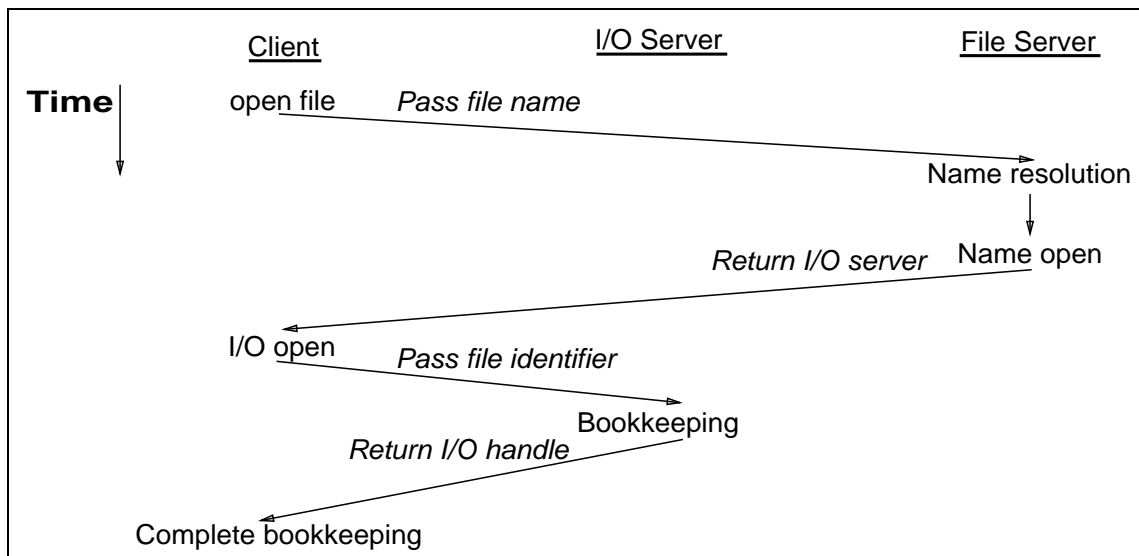 Client
I/O Server
File Server
Time
open file
Pass file name
Name resolution
Name open
Return I/O server
I/O open
Pass file identifier
Bookkeeping
Return I/O handle
Complete bookkeeping